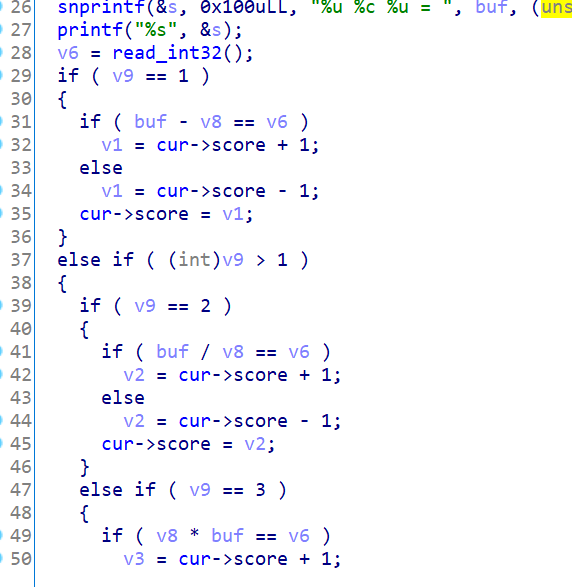 26 snprintf(&s, 0x100uLL, "%u %c %u = ", buf, (uns
27 printf("%s", &s);
28 v6 = read_int32();
29 if ( v9 == 1 )
30 {
31 if ( buf - v8 == v6 )
32 v1 = cur->score + 1;
33 else
34 v1 = cur->score - 1;
35 cur->score = v1;
36 }
37 else if ( (int)v9 > 1 )
38 {
39 if ( v9 == 2 )
40 {
41 if ( buf / v8 == v6 )
42 v2 = cur->score + 1;
43 else
44 v2 = cur->score - 1;
45 cur->score = v2;
46 }
47 else if ( v9 == 3 )
48 {
49 if ( v8 * buf == v6 )
50 v3 = cur->score + 1;